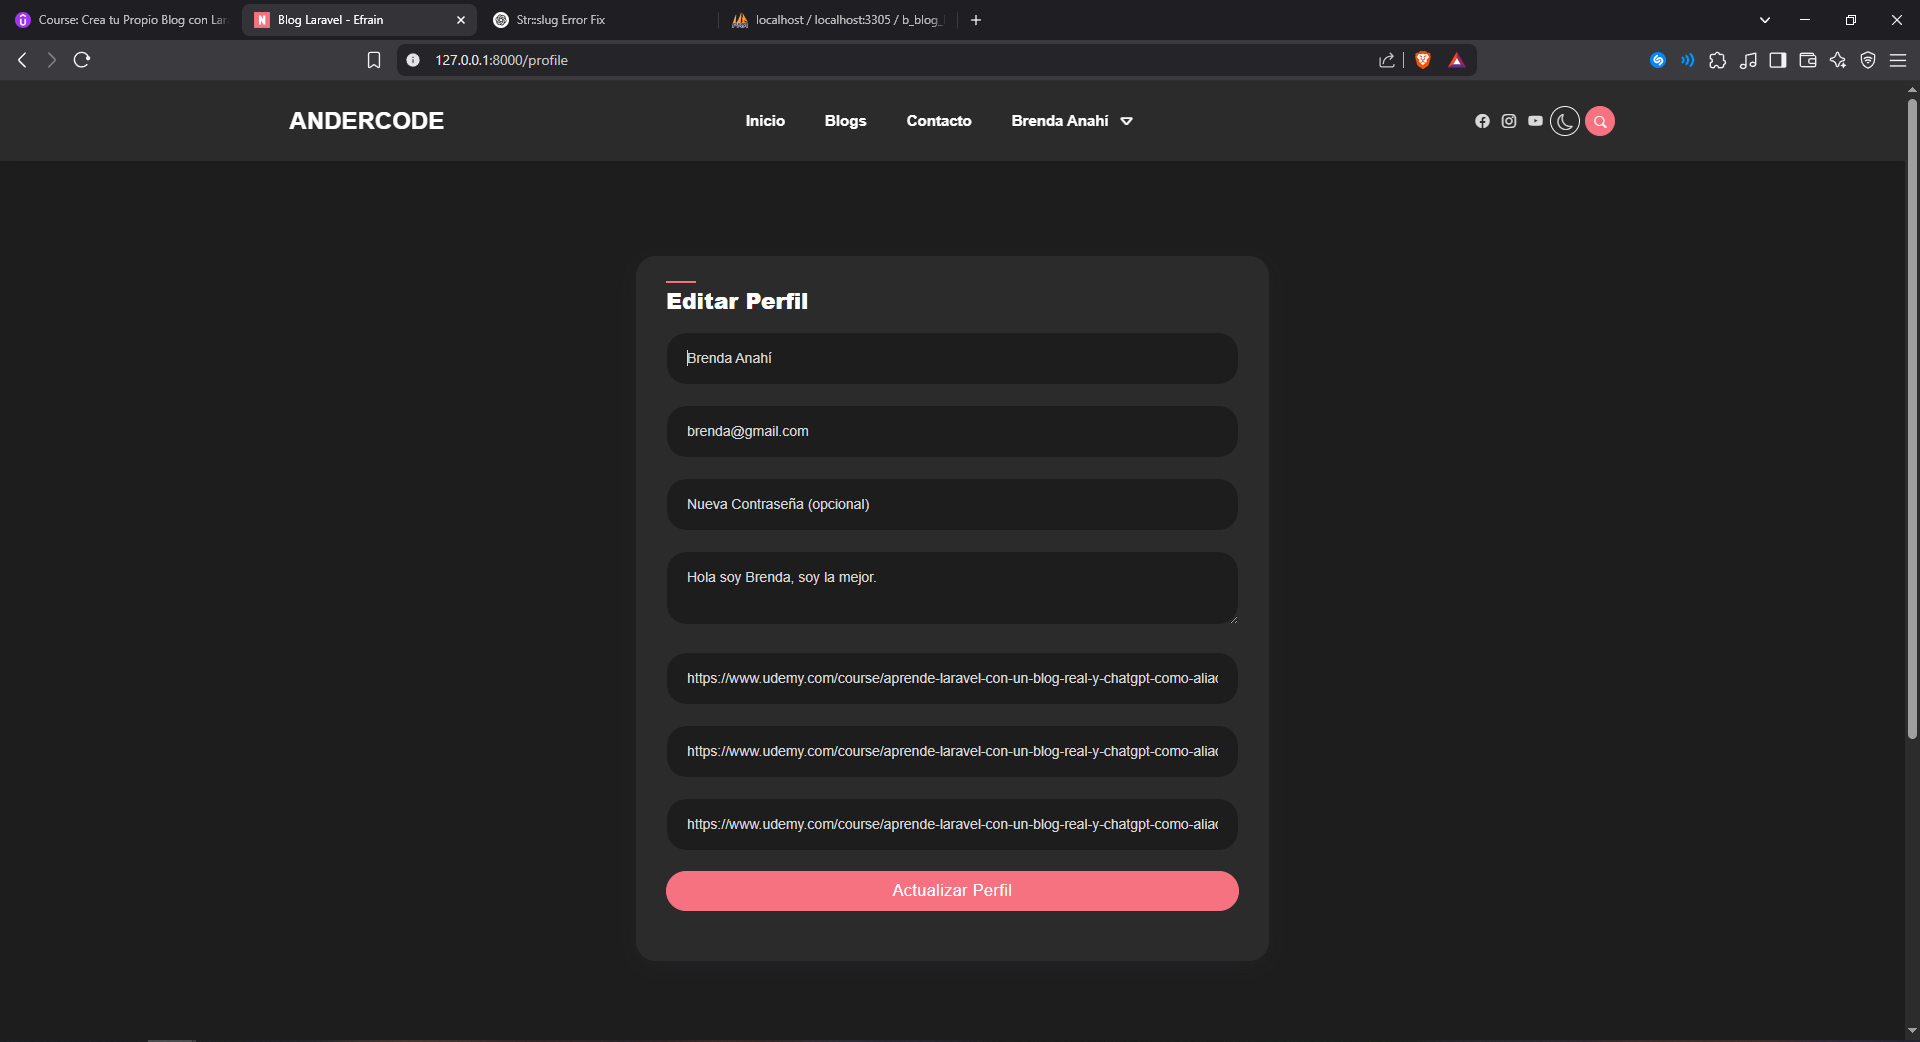 Course: Crea tu Propio Blog con Lar
Blog Laravel - Efrain
Str::slug Error Fix
localhost / localhost:3305 / b_blog_
127.0.0.1:8000/profile
ANDERCODE
Inicio
Blogs
Contacto
Brenda Anahí
Editar Perfil
Brenda Anahí
brenda@gmail.com
Nueva Contraseña (opcional)
Hola soy Brenda, soy la mejor.
https://www.udemy.com/course/aprende-laravel-con-un-blog-real-y-chatgpt-como-aliad
https://www.udemy.com/course/aprende-laravel-con-un-blog-real-y-chatgpt-como-aliad
https://www.udemy.com/course/aprende-laravel-con-un-blog-real-y-chatgpt-como-aliad
Actualizar Perfil